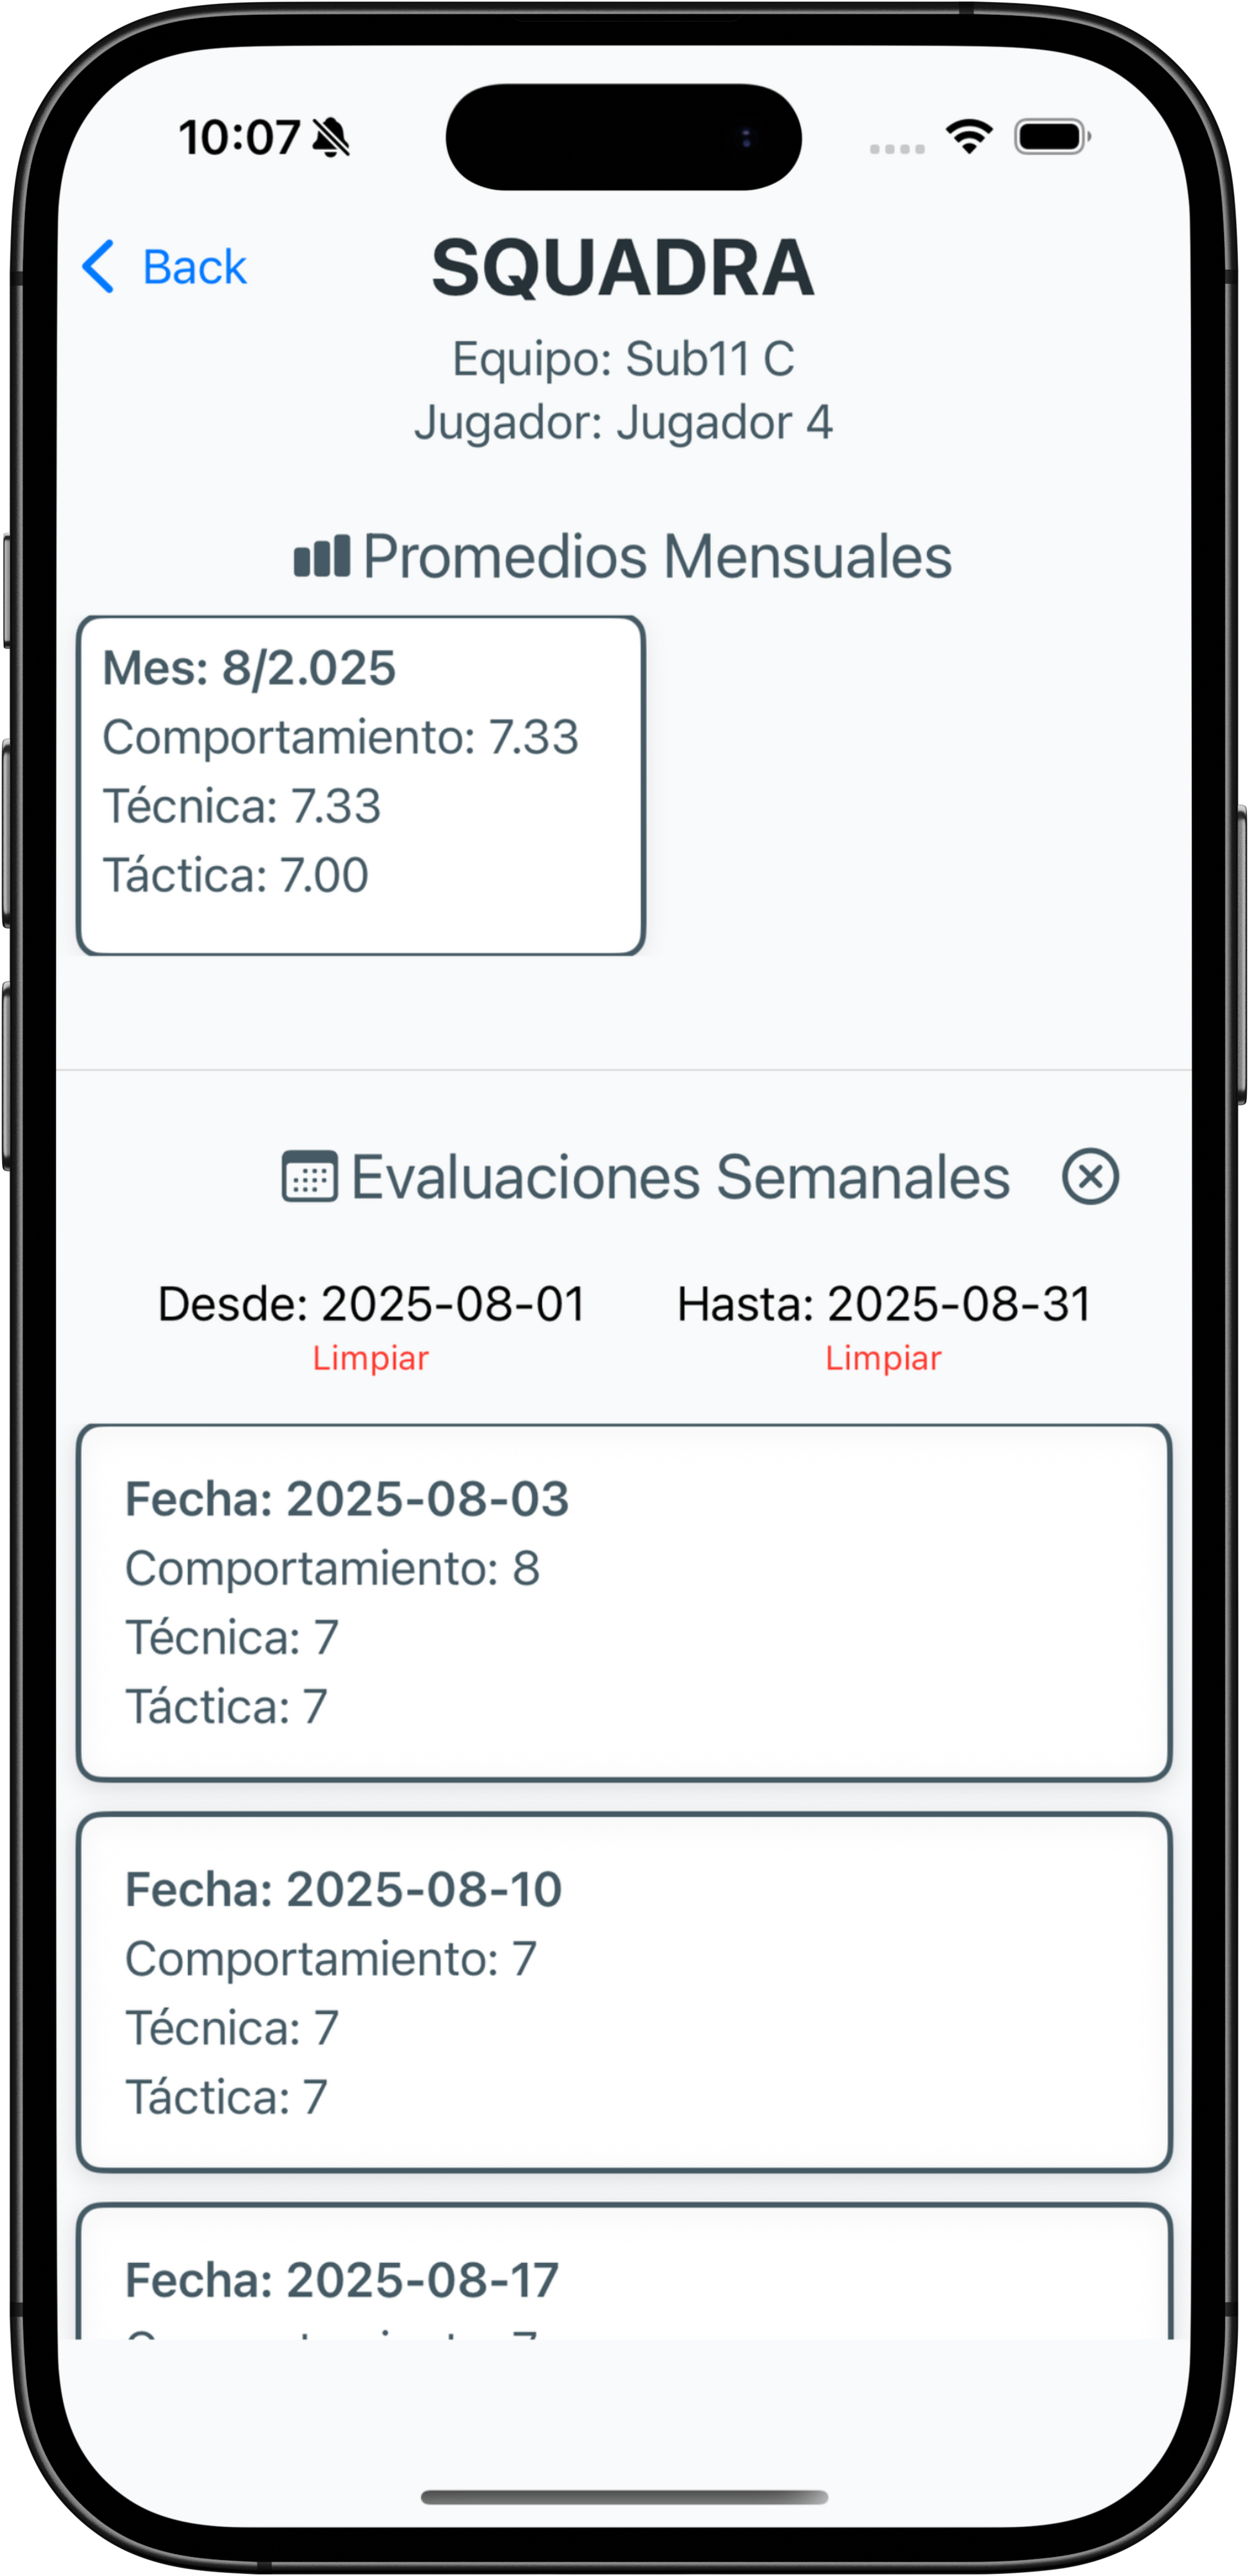 10:07
Back
SQUADRA
Equipo: Sub11 C
Jugador: Jugador 4
Promedios Mensuales
Mes: 8/2.025
Comportamiento: 7.33
Técnica: 7.33
Táctica: 7.00
Evaluaciones Semanales
Desde: 2025-08-01 Hasta: 2025-08-31
Limpiar Limpiar
Fecha: 2025-08-03
Comportamiento: 8
Técnica: 7
Táctica: 7
Fecha: 2025-08-10
Comportamiento: 7
Técnica: 7
Táctica: 7
Fecha: 2025-08-17